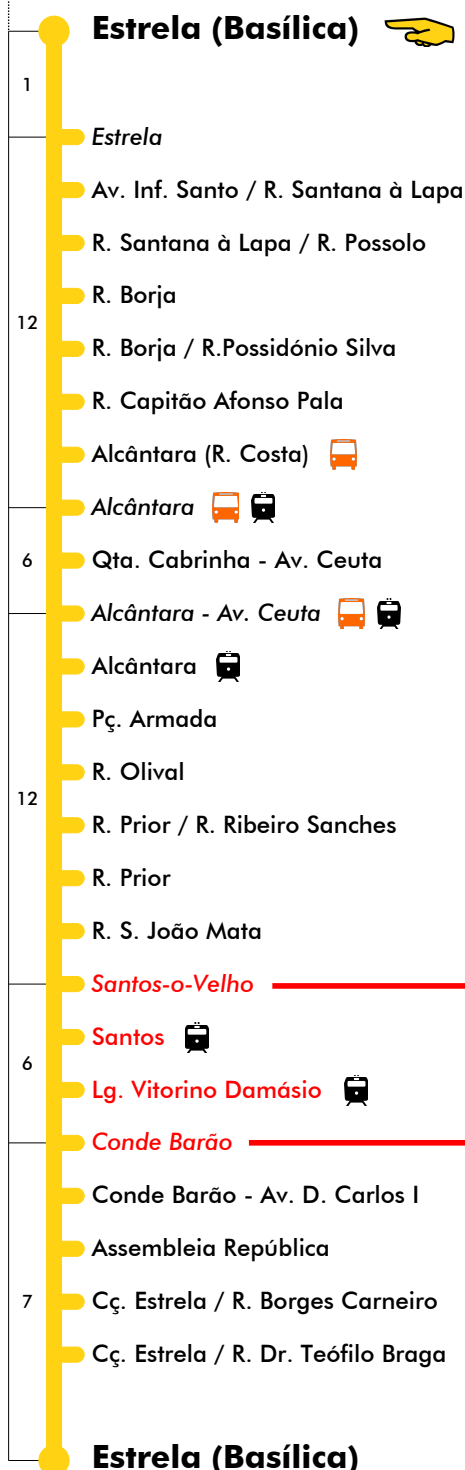 Estrela (Basílica)
1
Estrela
Av. Inf. Santo / R. Santana à Lapa
R. Santana à Lapa / R. Possolo
R. Borja
12
R. Borja / R.Possidónio Silva
R. Capitão Afonso Pala
Alcântara (R. Costa)
Alcântara
6
Qta. Cabrinha - Av. Ceuta
Alcântara - Av. Ceuta
Alcântara
Pç. Armada
R. Olival
12
R. Prior / R. Ribeiro Sanches
R. Prior
R. S. João Mata
Santos-o-Velho
Santos
6
Lg. Vitorino Damásio
Conde Barão
Conde Barão - Av. D. Carlos I
Assembleia República
7
Cç. Estrela / R. Borges Carneiro
Cç. Estrela / R. Dr. Teófilo Braga
Estrela (Basílica)